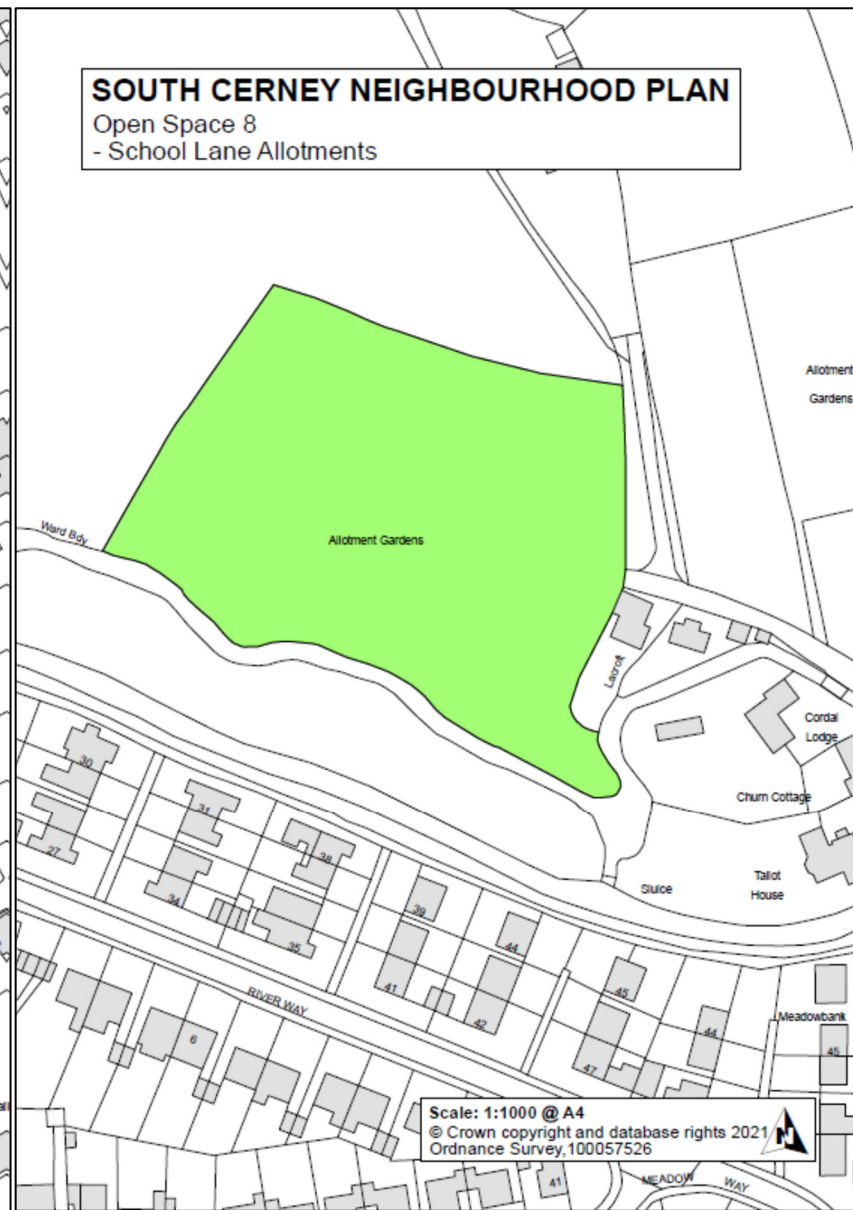 SOUTH CERNEY NEIGHBOURHOOD PLAN
Open Space 8
- School Lane Allotments
Allotment
Gardens
Ward Bdy
Allotment Gardens
Lacroft
Cordal
Lodge
Churn Cottage
Tallot
House
Sluice
30
27
31
34
38
35
39
41
44
42
45
47
44
Meadowbank
45
RIVER WAY
6
Scale: 1:1000 @ A4
© Crown copyright and database rights 2021
Ordnance Survey,100057526
N
41
MEADOW WAY